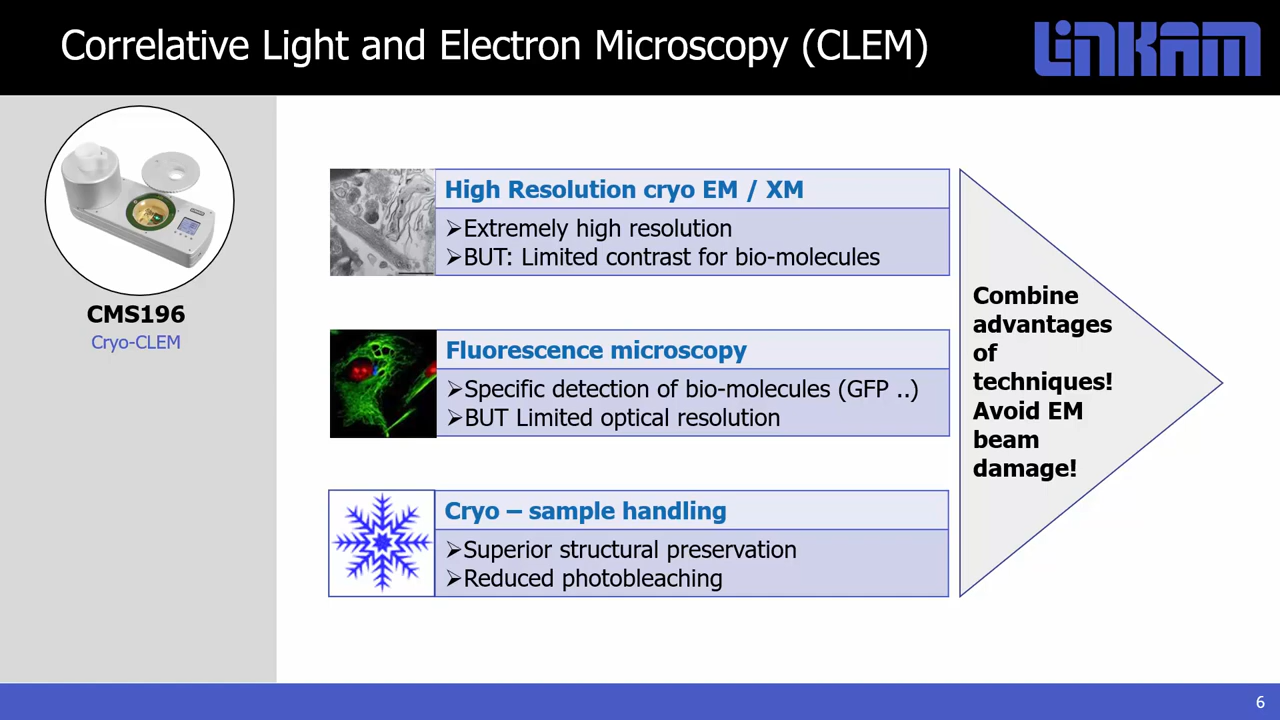 Correlative Light and Electron Microscopy (CLEM)
LINKAM
CMS196
Cryo-CLEM
High Resolution cryo EM / XM
➢Extremely high resolution
➢BUT: Limited contrast for bio-molecules
Fluorescence microscopy
➢Specific detection of bio-molecules (GFP ..)
➢BUT Limited optical resolution
Cryo – sample handling
➢Superior structural preservation
➢Reduced photobleaching
Combine
advantages
of
techniques!
Avoid EM
beam
damage!
6